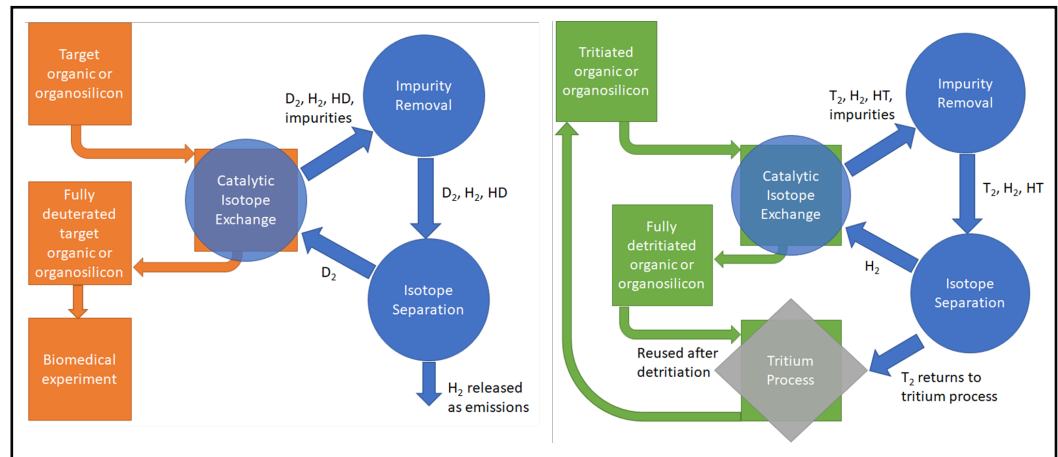 Target
organic or
organosilicon
D₂, H₂, HD,
impurities
Impurity
Removal
Catalytic
Isotope
Exchange
D₂, H₂, HD
Fully
deuterated
target
organic or
organosilicon
D₂
Isotope
Separation
Biomedical
experiment
H₂ released
as emissions
Tritiated
organic or
organosilicon
T₂, H₂, HT,
impurities
Impurity
Removal
Catalytic
Isotope
Exchange
T₂, H₂, HT
Fully
detritiated
organic or
organosilicon
H₂
Isotope
Separation
Reused after
detritiation
Tritium
Process
T₂ returns to
tritium process